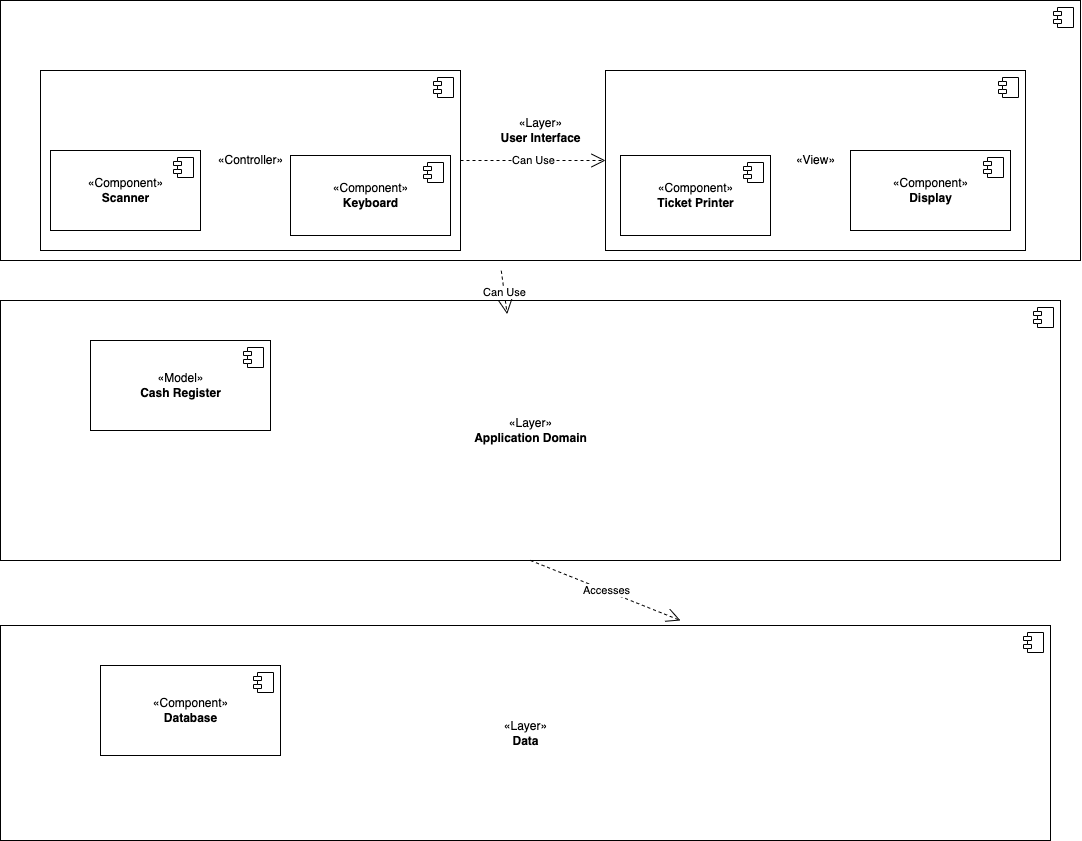 «Layer»
User Interface
Can Use
«Controller»
«Component»
Scanner
«Component»
Keyboard
«View»
«Component»
Ticket Printer
«Component»
Display
Can Use
«Model»
Cash Register
«Layer»
Application Domain
Accesses
«Component»
Database
«Layer»
Data